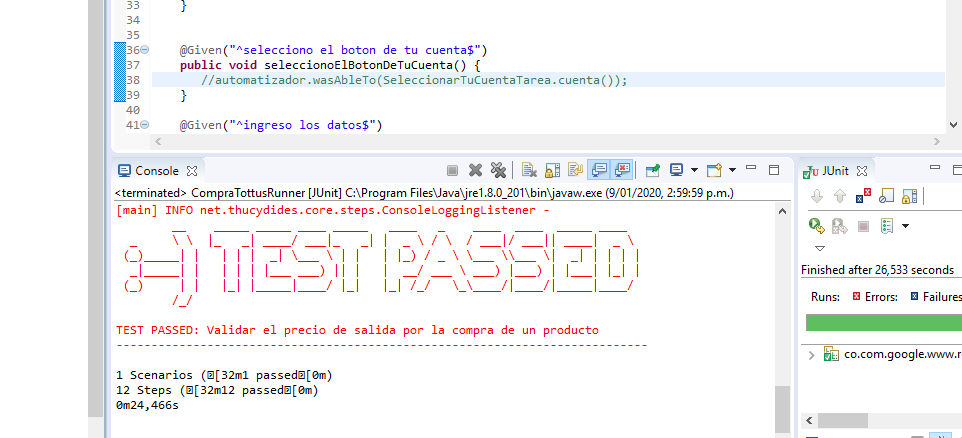 33 }
34
35
36 @Given("^selecciono el boton de tu cuenta$")
37 public void seleccionoElBotonDeTuCuenta() {
38 //automatizador.wasAbleTo(SeleccionarTuCuentaTarea.cuenta());
39 }
40
41 @Given("^ingreso los datos$")
Console
JUnit
<terminated> CompraTottusRunner [JUnit] C:\Program Files\Java\jre1.8.0_201\bin\javaw.exe (9/01/2020, 2:59:59 p.m.)
[main] INFO net.thucydides.core.steps.ConsoleLoggingListener -
:-) TEST PASSED
TEST PASSED: Validar el precio de salida por la compra de un producto
--------------------------------------------------------------------------------
1 Scenarios (�[32m1 passed�[0m)
12 Steps (�[32m12 passed�[0m)
0m24,466s
Finished after 26,533 seconds
Runs: Errors: Failures
co.com.google.www.r